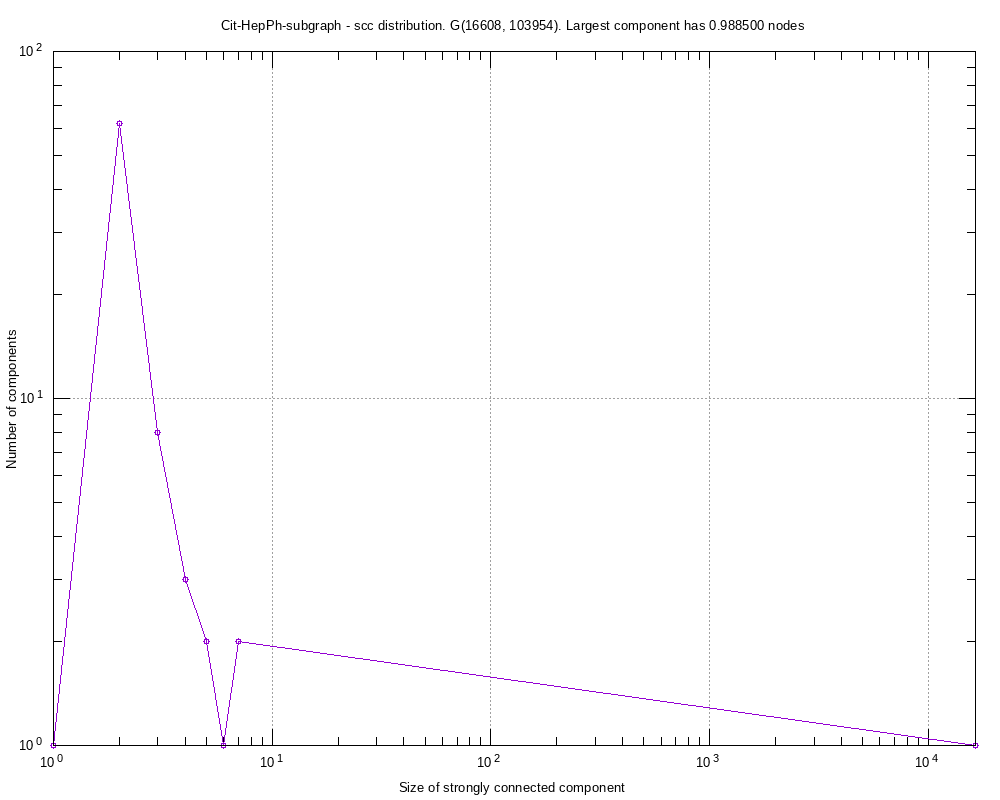 Cit-HepPh-subgraph - scc distribution. G(16608, 103954). Largest component has 0.988500 nodes
10^2
10^1
10^0
Number of components
10^0 10^1 10^2 10^3 10^4
Size of strongly connected component